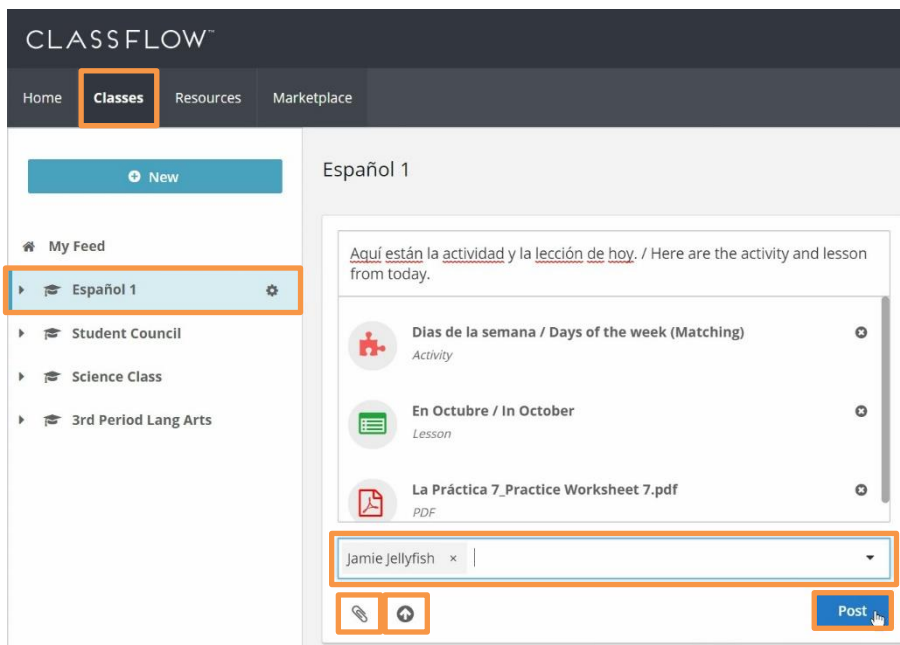 CLASSFLOW™
Home Classes Resources Marketplace
New
My Feed
Español 1
Student Council
Science Class
3rd Period Lang Arts
Español 1
Aquí están la actividad y la lección de hoy. / Here are the activity and lesson
from today.
Dias de la semana / Days of the week (Matching)
Activity
En Octubre / In October
Lesson
La Práctica 7_Practice Worksheet 7.pdf
PDF
Jamie Jellyfish ×
Post